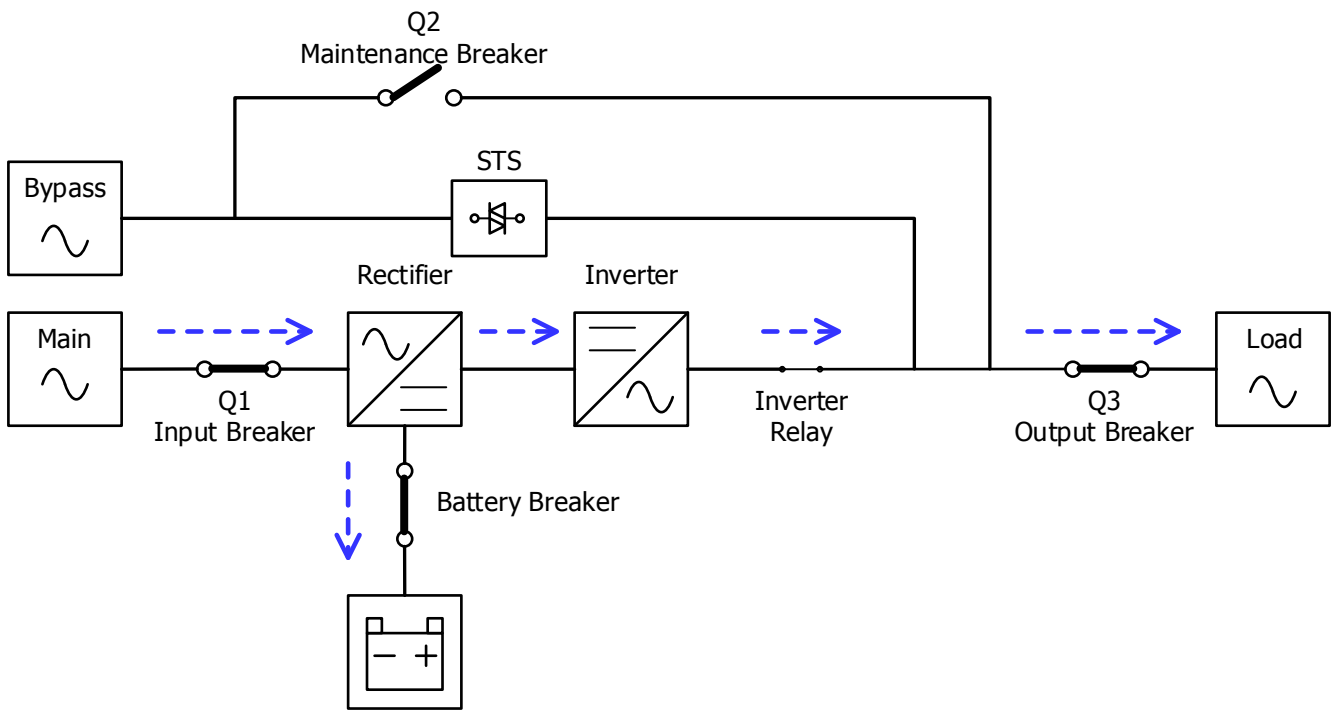 Q2
Maintenance Breaker
Bypass
STS
Rectifier
Inverter
Main
Load
Q1
Input Breaker
Inverter
Relay
Q3
Output Breaker
Battery Breaker